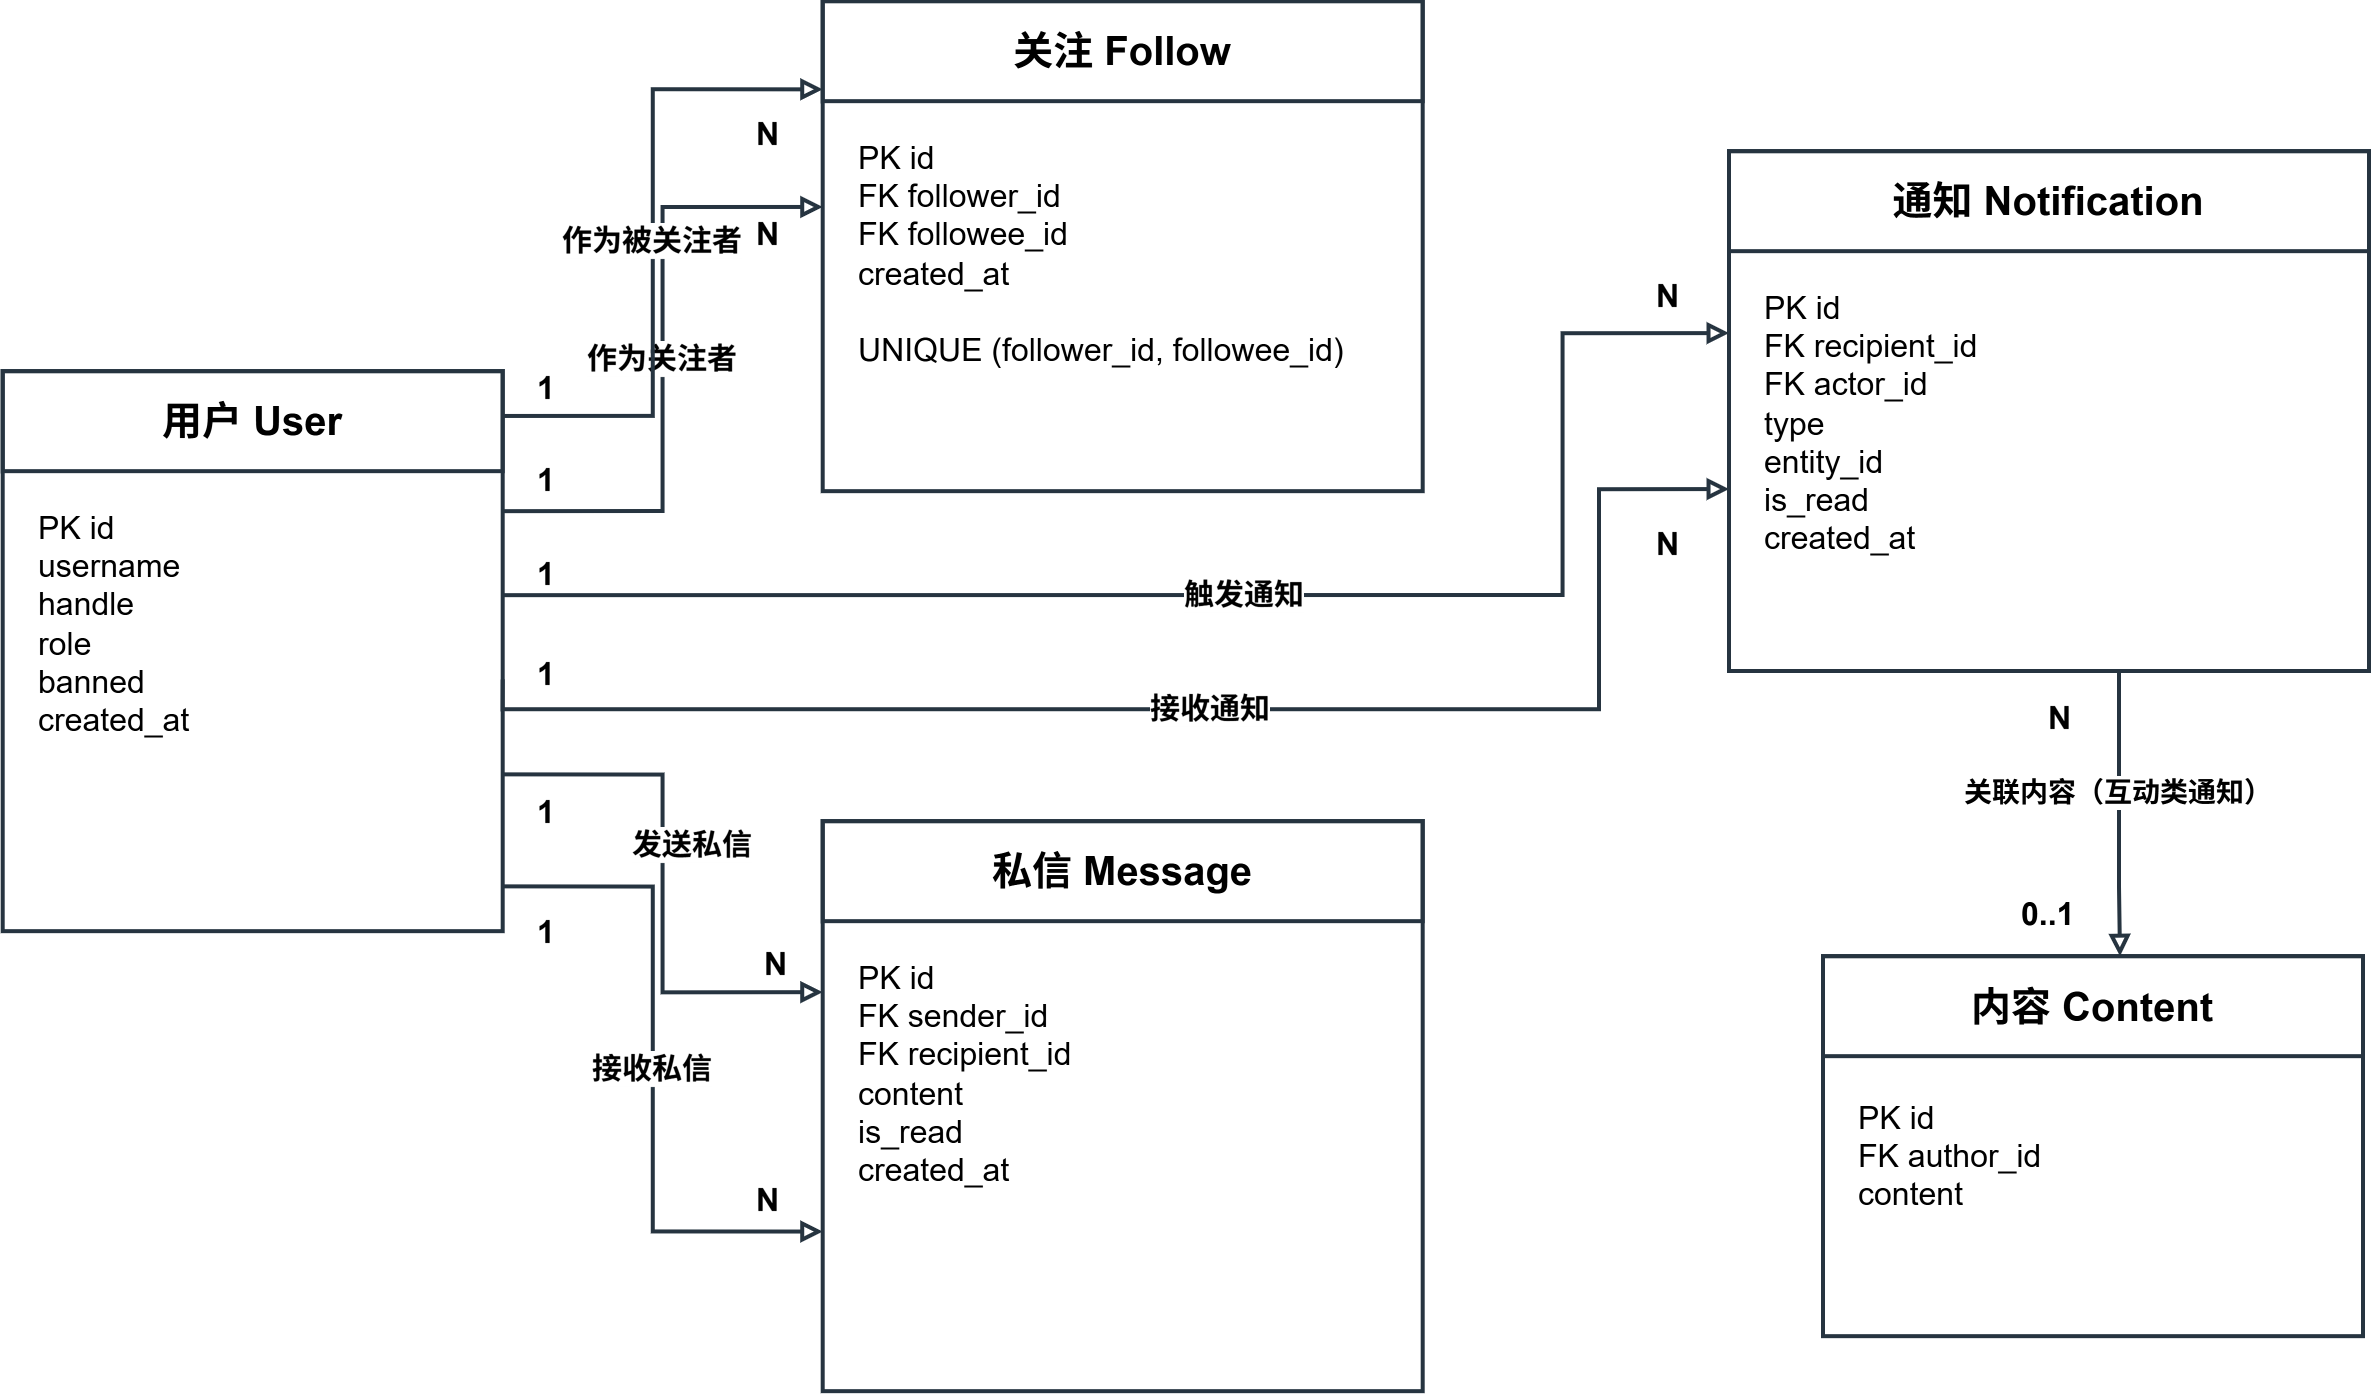 关注 Follow
PK id
FK follower_id
FK followee_id
created_at
UNIQUE (follower_id, followee_id)
N
N
作为被关注者
作为关注者
1
1
1
1
1
1
用户 User
PK id
username
handle
role
banned
created_at
触发通知
接收通知
N
N
通知 Notification
PK id
FK recipient_id
FK actor_id
type
entity_id
is_read
created_at
发送私信
接收私信
N
N
私信 Message
PK id
FK sender_id
FK recipient_id
content
is_read
created_at
N
关联内容（互动类通知）
0..1
内容 Content
PK id
FK author_id
content